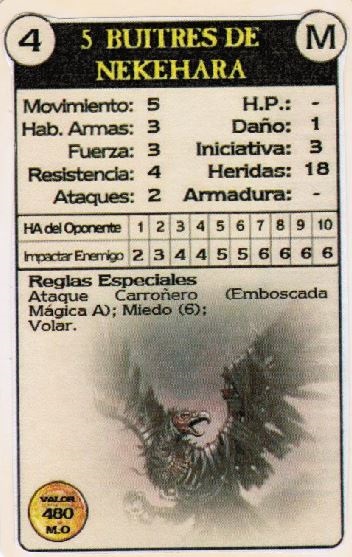 4 5 BUITRES DE M
NEKEHARA
Movimiento: 5 H.P.: -
Hab. Armas: 3 Daño: 1
Fuerza: 3 Iniciativa: 3
Resistencia: 4 Heridas: 18
Ataques: 2 Armadura: -
HA del Oponente 1 2 3 4 5 6 7 8 9 10
Impactar Enemigo 2 3 4 4 5 5 6 6 6 6
Reglas Especiales
Ataque Carroñero (Emboscada
Mágica A); Miedo (6);
Volar.
VALOR
480
M.O